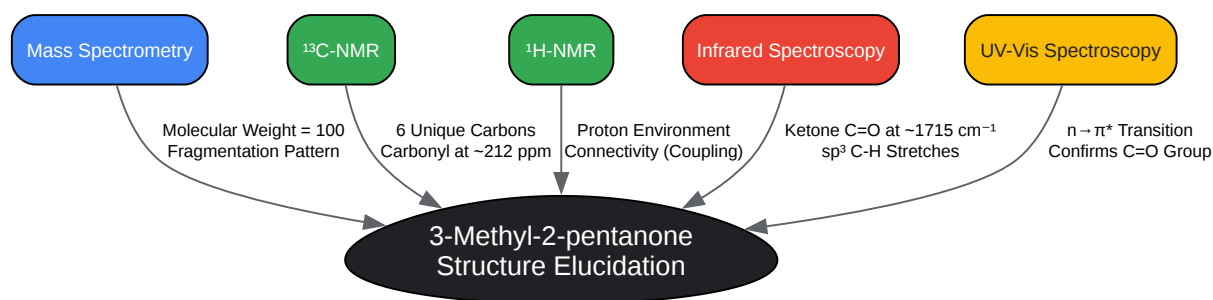 Mass Spectrometry
¹³C-NMR
¹H-NMR
Infrared Spectroscopy
UV-Vis Spectroscopy
Molecular Weight = 100
Fragmentation Pattern
6 Unique Carbons
Carbonyl at ~212 ppm
Proton Environment
Connectivity (Coupling)
Ketone C=O at ~1715 cm⁻¹
sp³ C-H Stretches
n→π* Transition
Confirms C=O Group
3-Methyl-2-pentanone
Structure Elucidation